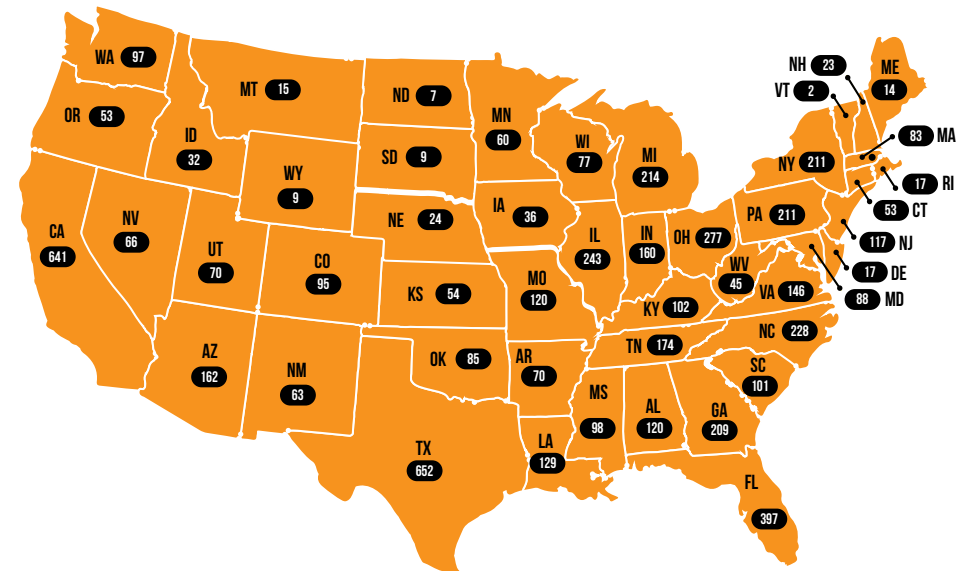 WA 97
OR 53
ID
32
MT 15
ND 7
SD 9
WY
9
NE 24
MN
60
WI
77
MI
214
IA
36
CA
641
NV
66
UT
70
CO
95
KS 54
MO
120
IL
243
IN
160
OH 277
KY 102
WV
45
VA 146
PA 211
NY 211
VT 2
NH 23
ME
14
83 MA
17 RI
53 CT
117 NJ
17 DE
88 MD
NC 228
TN 174
SC
101
AZ
162
NM
63
OK 85
AR
70
MS
98
AL
120
GA
209
TX
652
LA
129
FL
397